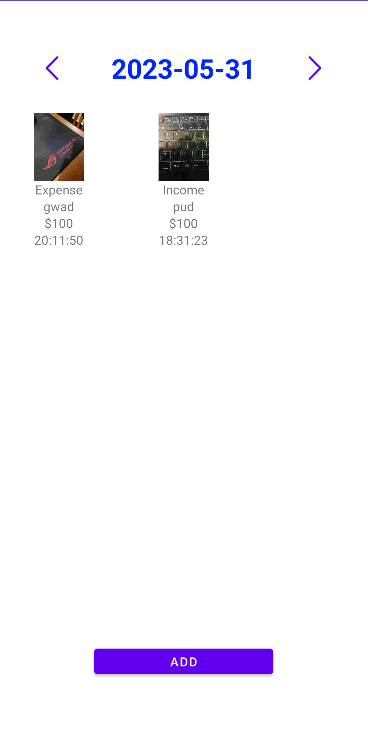 2023-05-31
Expense
gwad
$100
20:11:50
Income
pud
$100
18:31:23
ADD